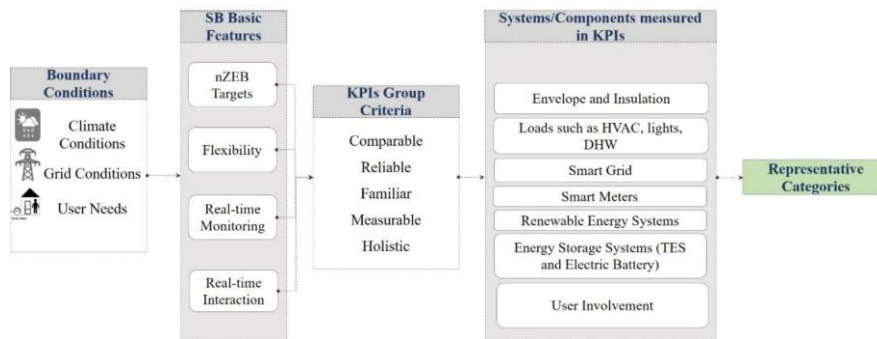 Boundary
Conditions
Climate
Conditions
Grid Conditions
User Needs
SB Basic
Features
nZEB
Targets
Flexibility
Real-time
Monitoring
Real-time
Interaction
KPIs Group
Criteria
Comparable
Reliable
Familiar
Measurable
Holistic
Systems/Components measured
in KPIs
Envelope and Insulation
Loads such as HVAC, lights,
DHW
Smart Grid
Smart Meters
Renewable Energy Systems
Energy Storage Systems (TES
and Electric Battery)
User Involvement
Representative
Categories